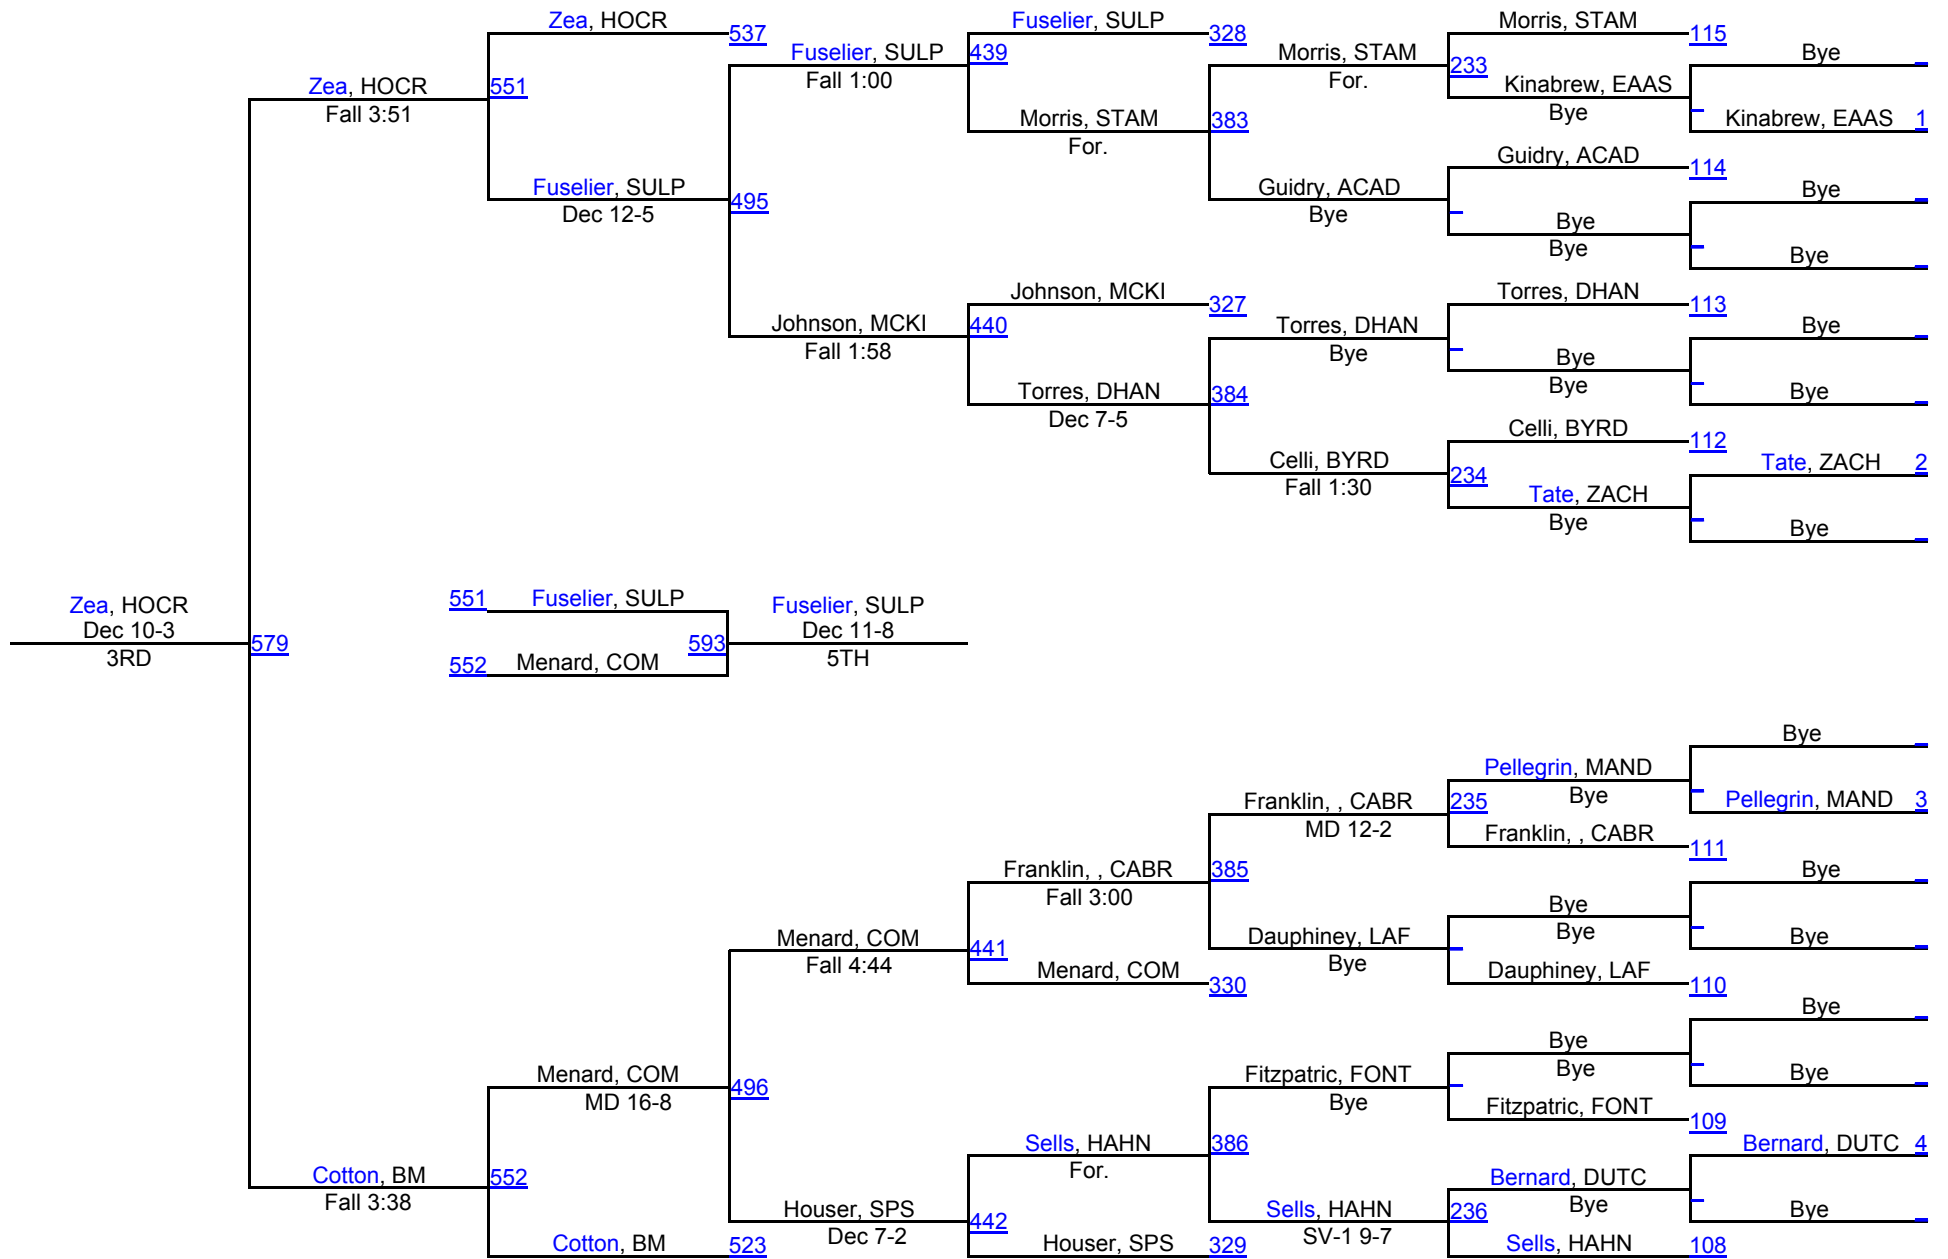 Zea, HOCR
537
Fuselier, SULP
328
Morris, STAM
115
Fuselier, SULP
Fall 1:00
439
Morris, STAM
For.
233
Bye
Zea, HOCR
Fall 3:51
551
Kinabrew, EAAS
Bye
Morris, STAM
For.
383
Kinabrew, EAAS 1
Guidry, ACAD
114
Fuselier, SULP
Dec 12-5
495
Guidry, ACAD
Bye
Bye
Bye
Bye
Bye
Johnson, MCKI
327
Torres, DHAN
113
Johnson, MCKI
Fall 1:58
440
Torres, DHAN
Bye
Bye
Bye
Bye
Torres, DHAN
Dec 7-5
384
Bye
Celli, BYRD
112
Celli, BYRD
Fall 1:30
234
Tate, ZACH 2
Tate, ZACH
Bye
Bye
Zea, HOCR
Dec 10-3
3RD
579
551 Fuselier, SULP
552 Menard, COM
593
Fuselier, SULP
Dec 11-8
5TH
Bye
Pellegrin, MAND
Bye
Franklin, , CABR
MD 12-2
235
Pellegrin, MAND 3
Franklin, , CABR
111
Franklin, , CABR
Fall 3:00
385
Bye
Bye
Bye
Menard, COM
Fall 4:44
441
Dauphiney, LAF
Bye
Bye
Menard, COM
330
Dauphiney, LAF
110
Bye
Bye
Bye
Menard, COM
MD 16-8
496
Fitzpatric, FONT
Bye
Bye
Fitzpatric, FONT
109
Sells, HAHN
For.
386
Bernard, DUTC 4
Cotton, BM
Fall 3:38
552
Bernard, DUTC
Bye
Houser, SPS
Dec 7-2
442
Sells, HAHN
SV-1 9-7
236
Bye
Cotton, BM
523
Houser, SPS
329
Sells, HAHN
108